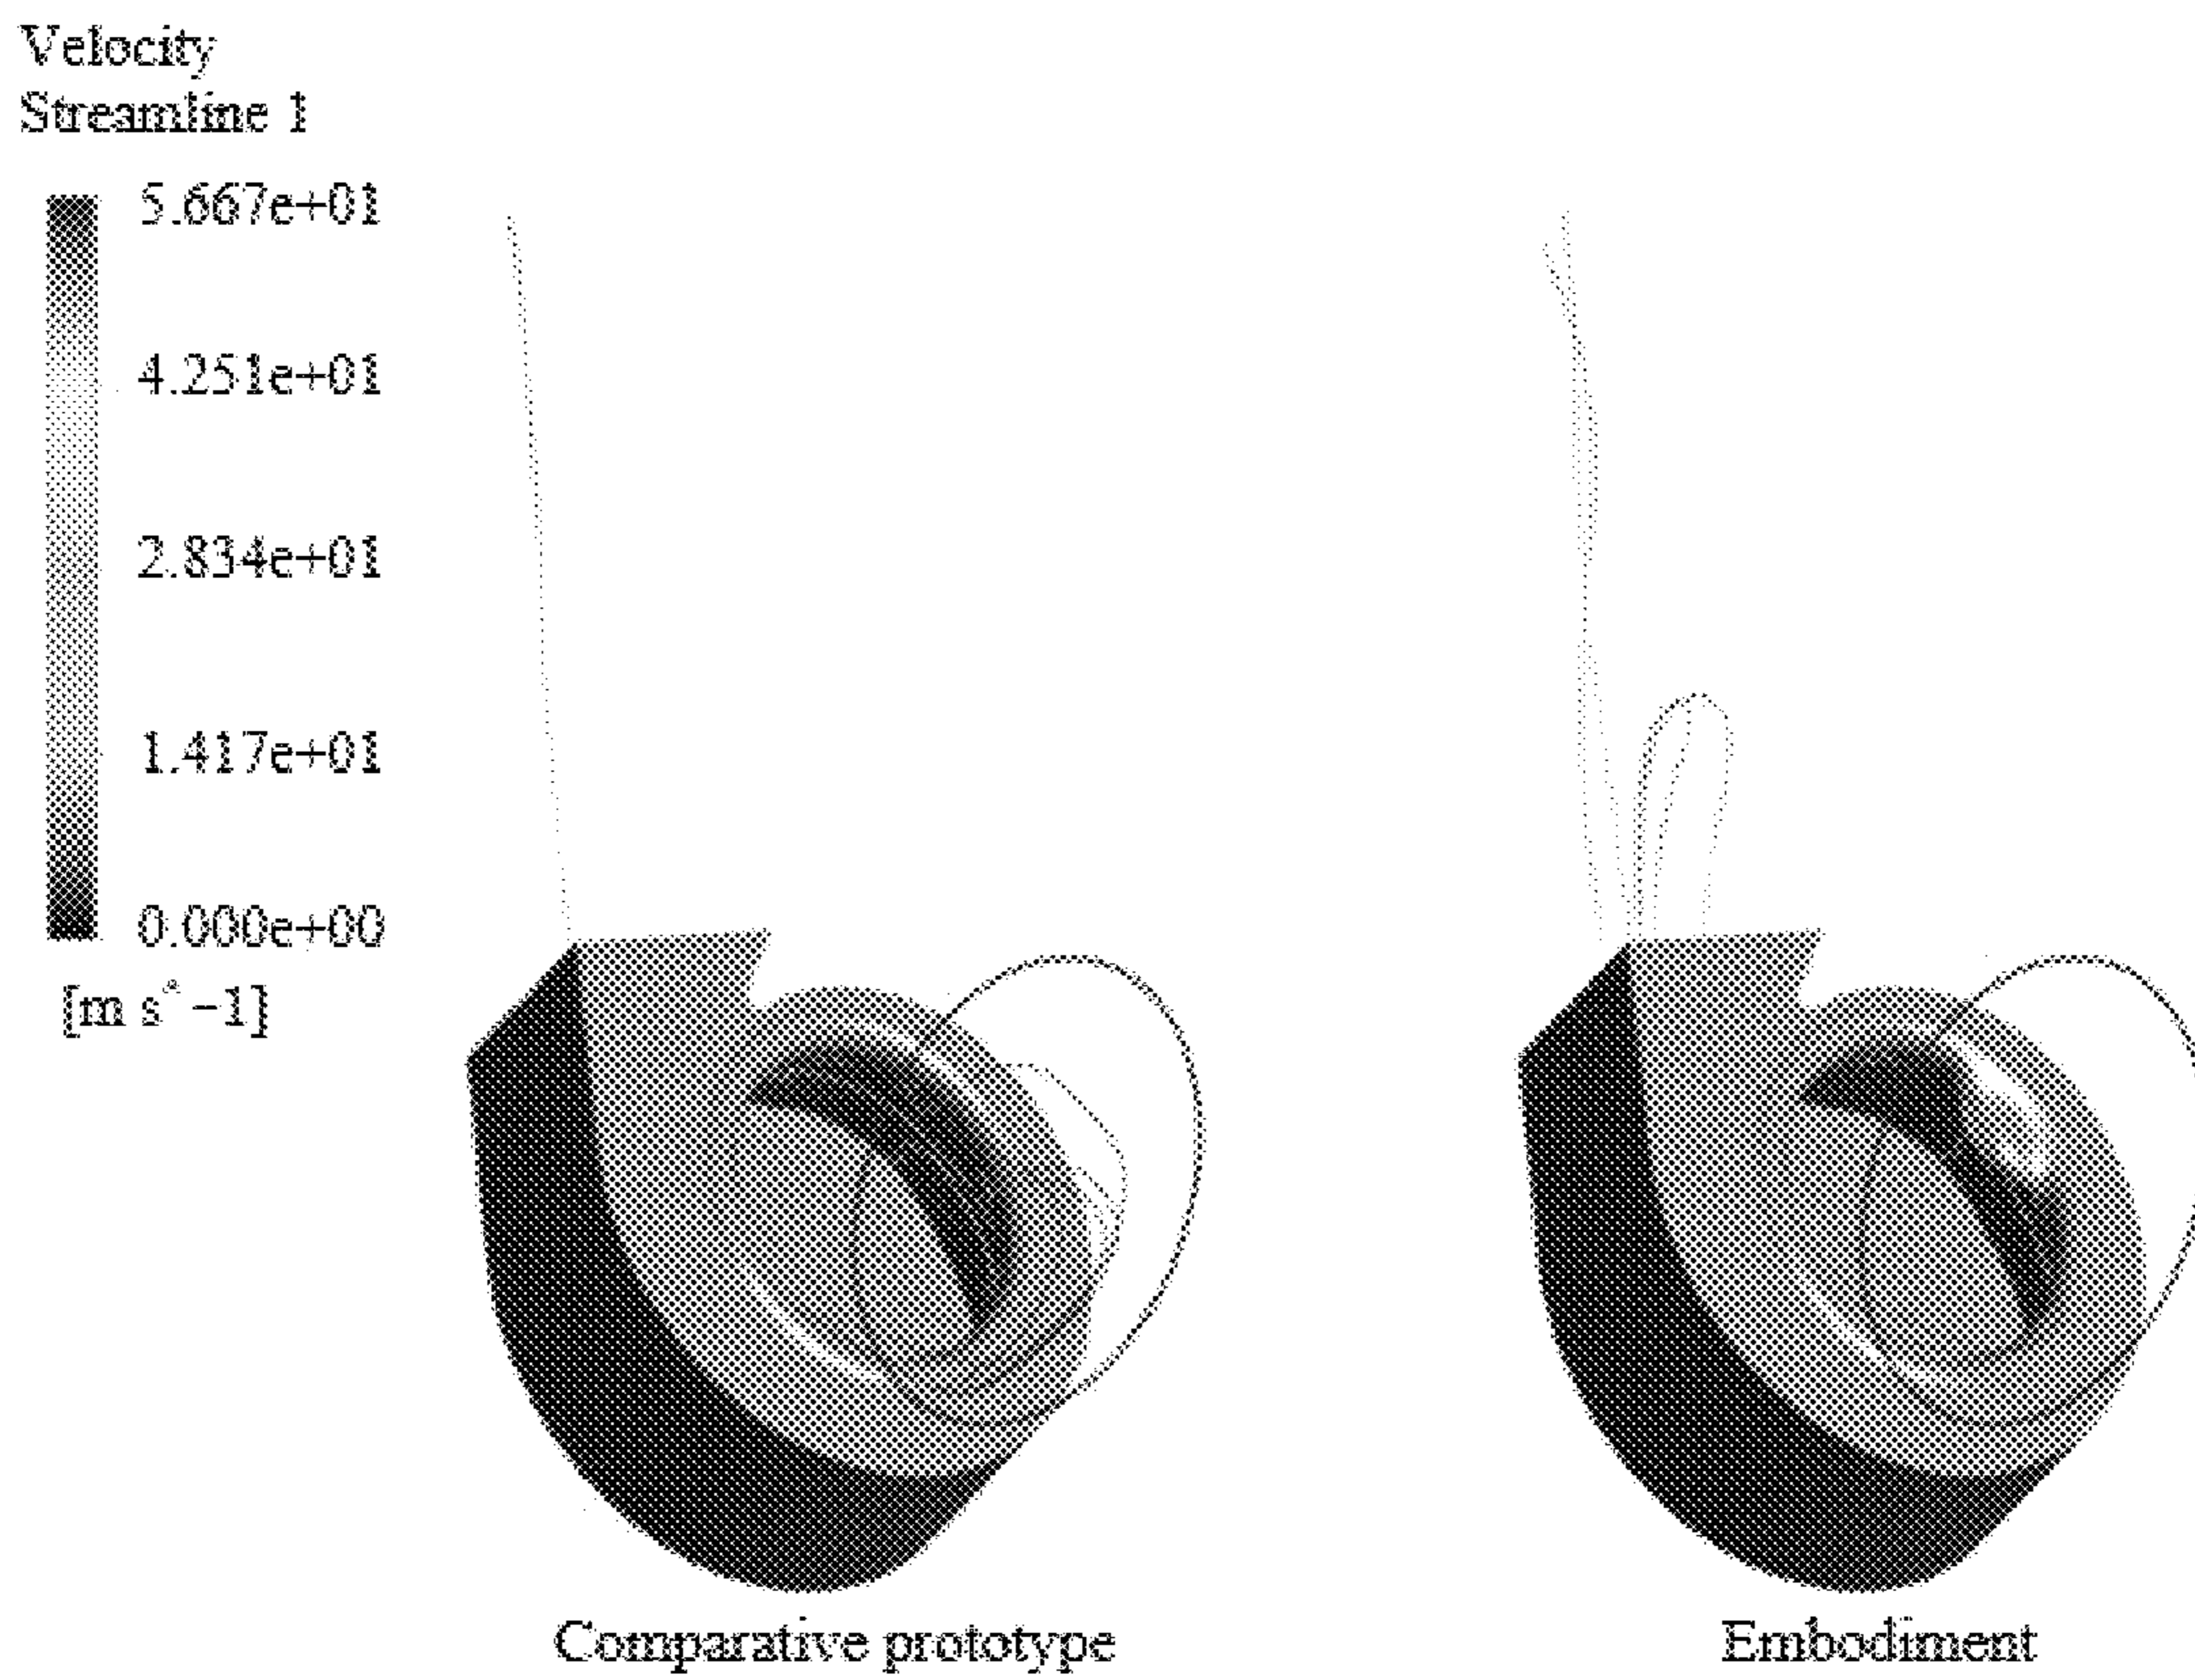 Velocity
Streamline 1
5.667e+01
4.251e+01
2.834e+01
1.417e+01
0.000e+00
[m s^-1]
Comparative prototype
Embodiment